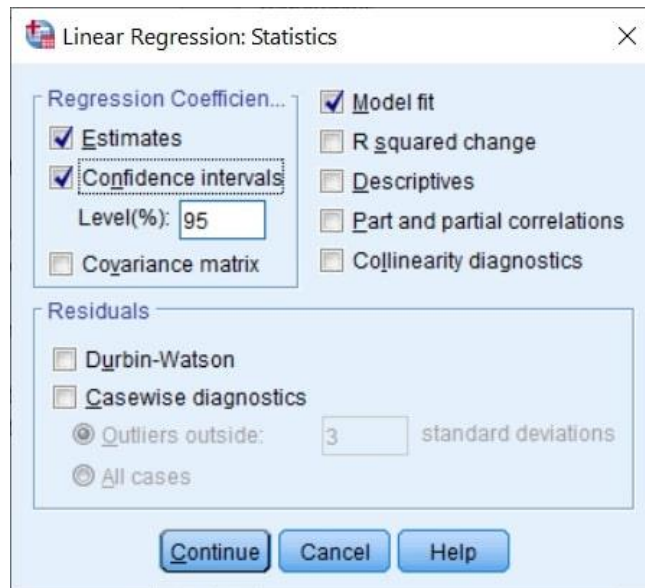 Linear Regression: Statistics
Regression Coefficien...
Estimates
Confidence intervals
Level(%): 95
Covariance matrix
Model fit
R squared change
Descriptives
Part and partial correlations
Collinearity diagnostics
Residuals
Durbin-Watson
Casewise diagnostics
Outliers outside: 3 standard deviations
All cases
Continue Cancel Help